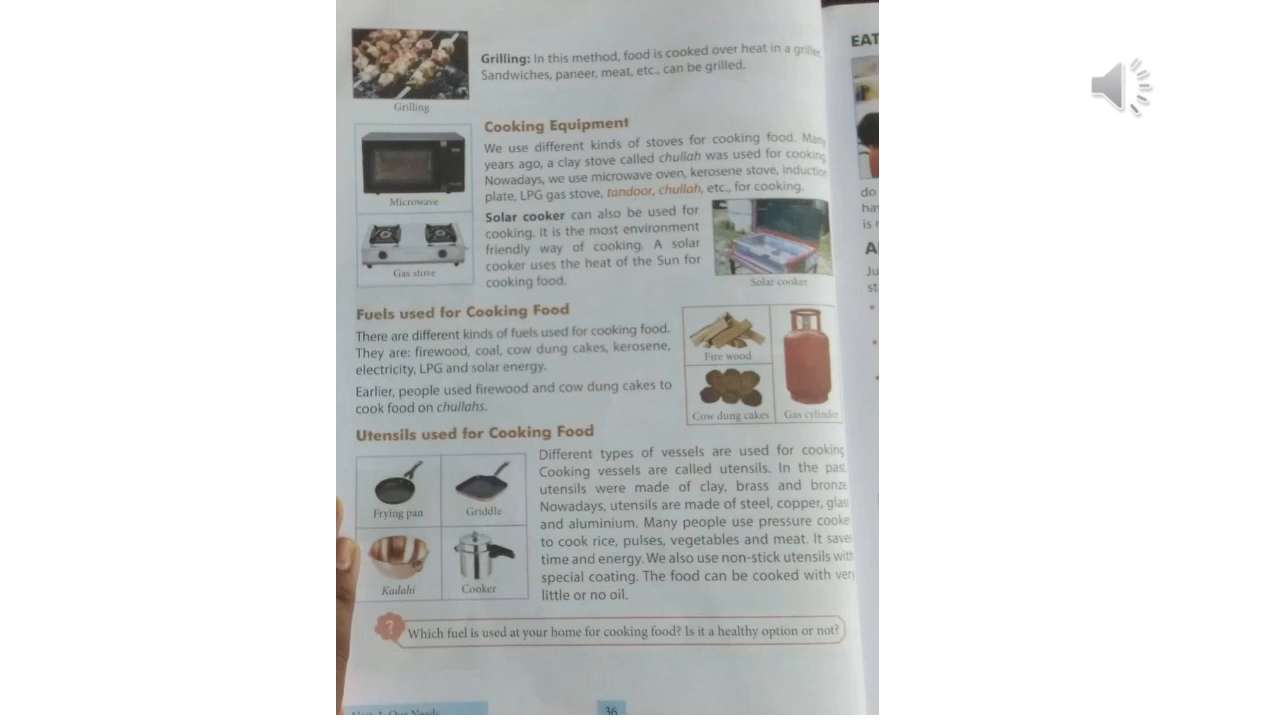 Grilling: In this method, food is cooked over heat in a griller.
Sandwiches, paneer, meat, etc., can be grilled.
Grilling
Cooking Equipment
We use different kinds of stoves for cooking food. Many
years ago, a clay stove called chullah was used for cooking
Nowadays, we use microwave oven, kerosene stove, induction
plate, LPG gas stove, tandoor, chullah, etc., for cooking.
Microwave
Gas stove
Solar cooker can also be used for
cooking. It is the most environment
friendly way of cooking. A solar
cooker uses the heat of the Sun for
cooking food.
Solar cooker
Fuels used for Cooking Food
There are different kinds of fuels used for cooking food.
They are: firewood, coal, cow dung cakes, kerosene,
electricity, LPG and solar energy.
Earlier, people used firewood and cow dung cakes to
cook food on chullahs.
Fire wood
Cow dung cakes
Gas cylinder
Utensils used for Cooking Food
Frying pan
Griddle
Kadahi
Cooker
Different types of vessels are used for cooking
Cooking vessels are called utensils. In the past
utensils were made of clay, brass and bronze
Nowadays, utensils are made of steel, copper, glas
and aluminium. Many people use pressure cooke
to cook rice, pulses, vegetables and meat. It save
time and energy. We also use non-stick utensils with
special coating. The food can be cooked with very
little or no oil.
? Which fuel is used at your home for cooking food? Is it a healthy option or not?
36
EAT
do
hav
is
A
Ju
st